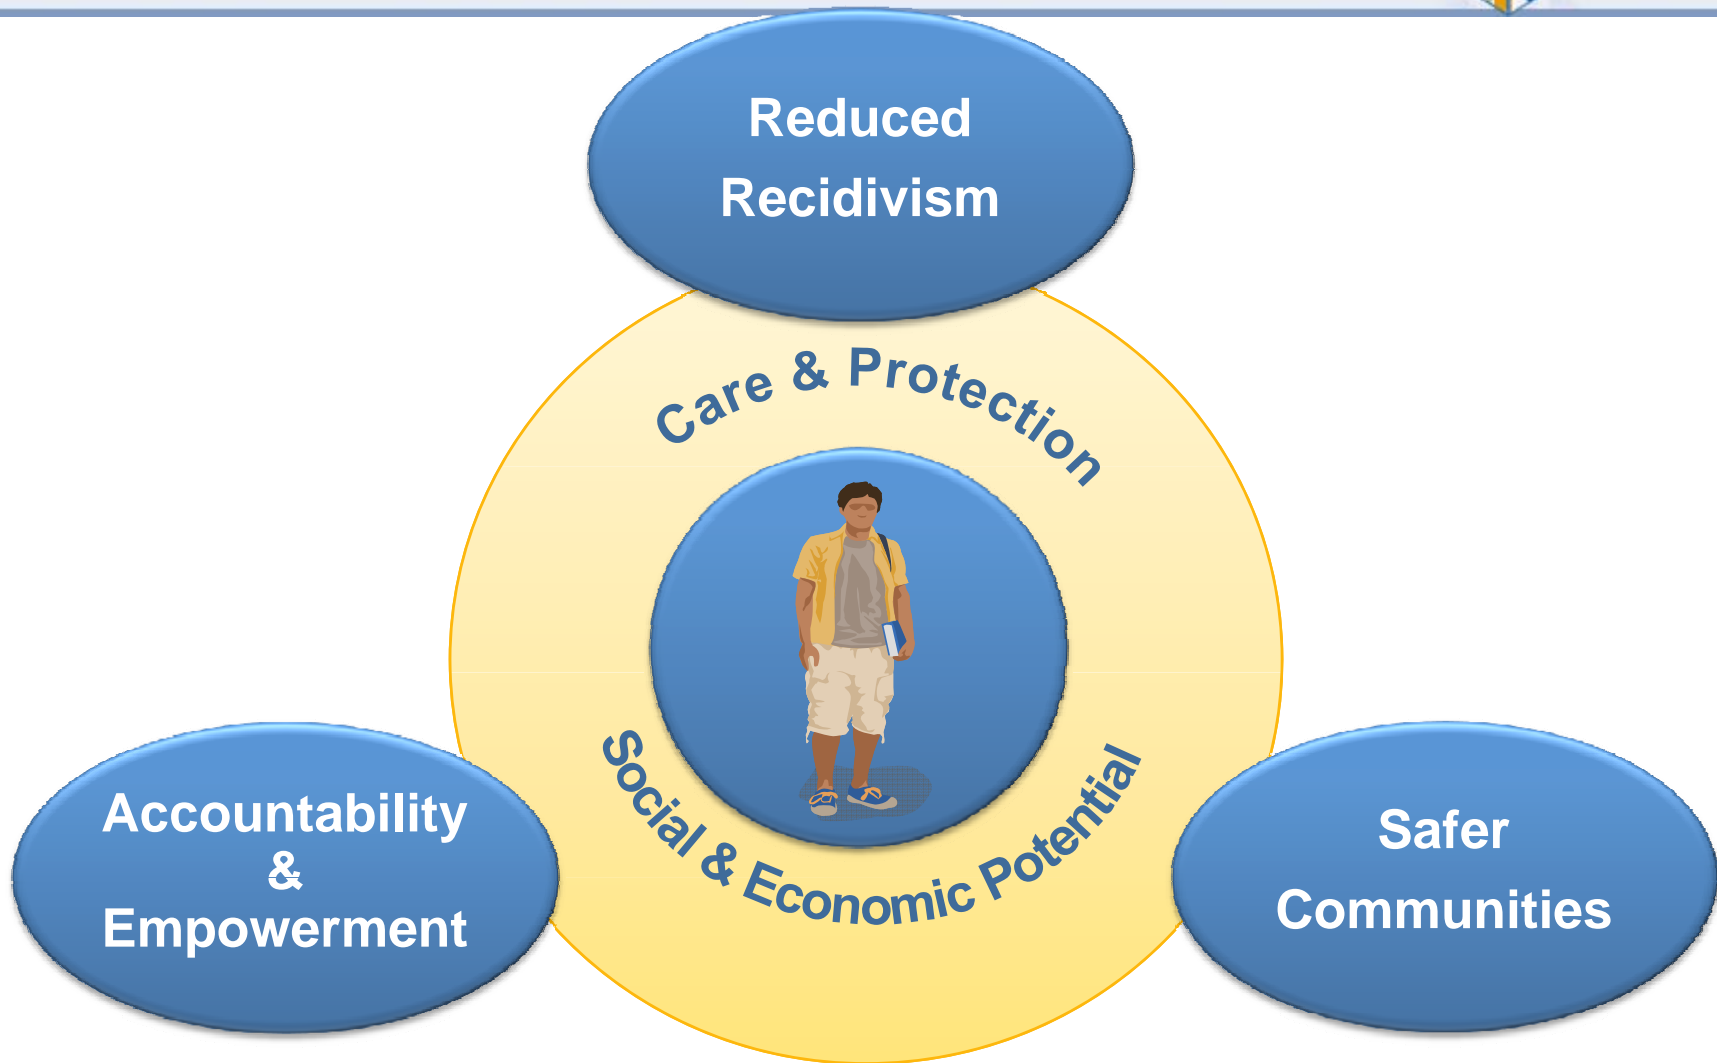 Reduced
Recidivism
Care & Protection
Social & Economic Potential
Accountability
&
Empowerment
Safer
Communities